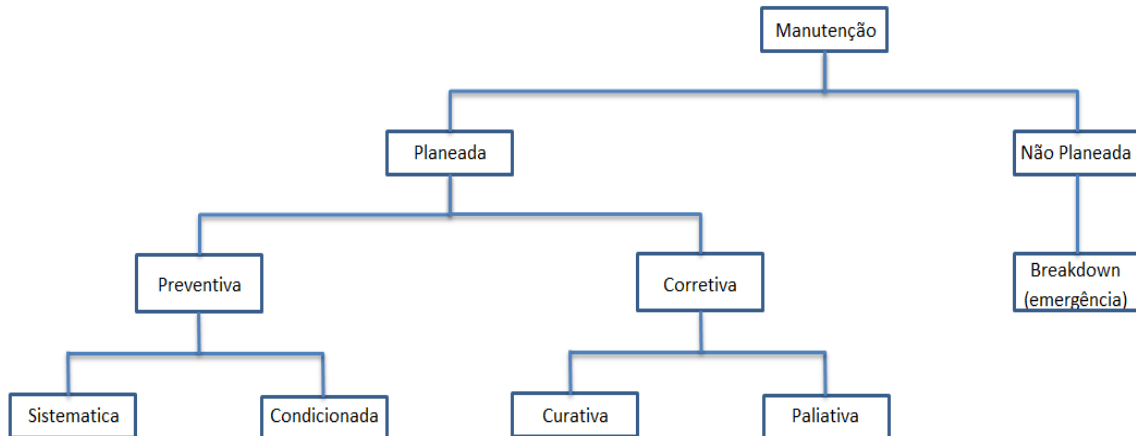 Manutenção
Planeada
Não Planeada
Preventiva
Corretiva
Breakdown
(emergência)
Sistematica
Condicionada
Curativa
Paliativa